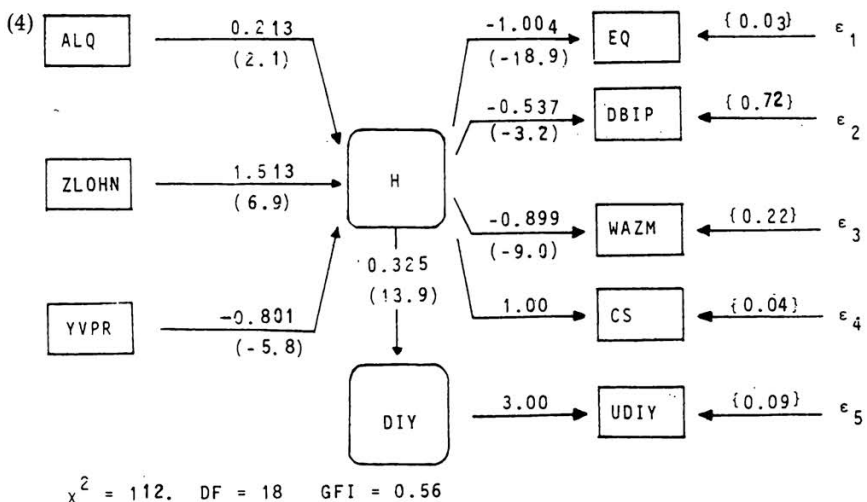 (4)
ALQ
0.213
(2.1)
ZLOHN
1.513
(6.9)
YVPR
-0.801
(-5.8)
H
0.325
(13.9)
DIY
-1.004
(-18.9)
EQ
{0.03}
ε1
-0.537
(-3.2)
DBIP
{0.72}
ε2
-0.899
(-9.0)
WAZM
{0.22}
ε3
1.00
CS
{0.04}
ε4
3.00
UDIY
{0.09}
ε5
χ² = 112. DF = 18 GFI = 0.56